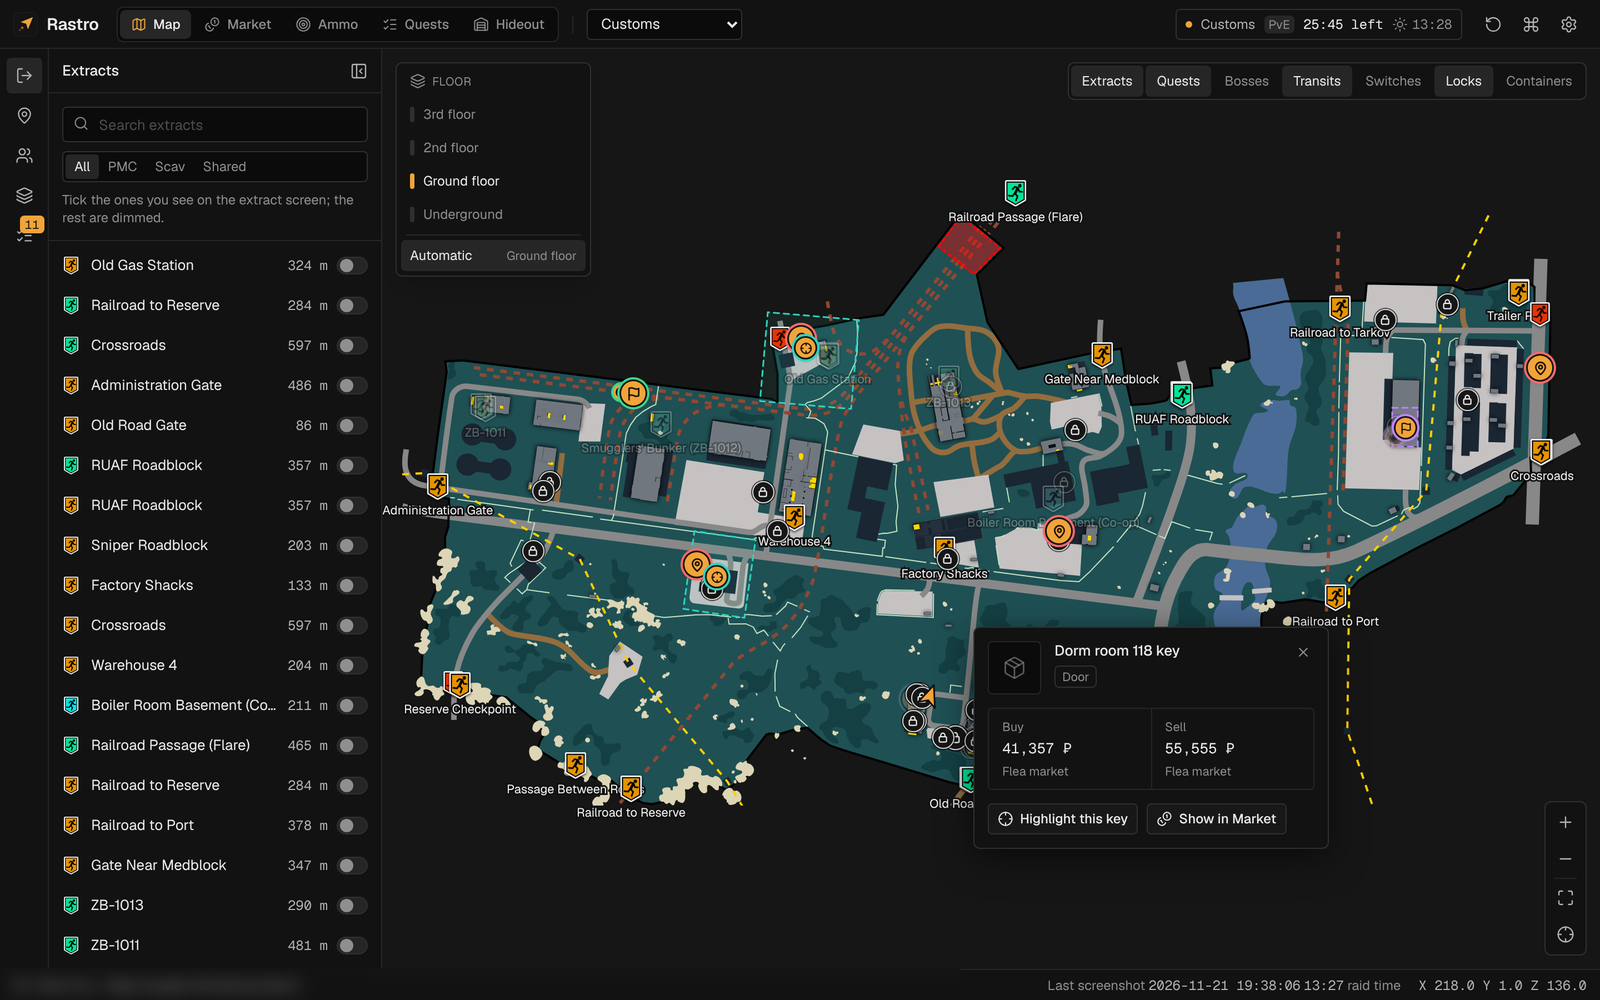 Rastro
Map
Market
Ammo
Quests
Hideout
Customs
Customs PvE 25:45 left 13:28
Extracts
Search extracts
All PMC Scav Shared
Tick the ones you see on the extract screen; the
rest are dimmed.
11
Old Gas Station 324 m
Railroad to Reserve 284 m
Crossroads 597 m
Administration Gate 486 m
Old Road Gate 86 m
RUAF Roadblock 357 m
RUAF Roadblock 357 m
Sniper Roadblock 203 m
Factory Shacks 133 m
Crossroads 597 m
Warehouse 4 204 m
Boiler Room Basement (Co... 211 m
Railroad Passage (Flare) 465 m
Railroad to Reserve 284 m
Railroad to Port 378 m
Gate Near Medblock 347 m
ZB-1013 290 m
ZB-1011 481 m
FLOOR
3rd floor
2nd floor
Ground floor
Underground
Automatic Ground floor
Extracts Quests Bosses Transits Switches Locks Containers
Railroad Passage (Flare)
Railroad to Tarkov
Trailer
Old Gas Station
Gate Near Medblock
ZB-1013
RUAF Roadblock
ZB-1011
Smugglers' Bunker (ZB-1012)
Crossroads
Administration Gate
Boiler Room Basement (Co-op)
Warehouse 4
Factory Shacks
Railroad to Port
Reserve Checkpoint
Passage Between
Railroad to Reserve
Old Roa
Dorm room 118 key
Door
Buy
41,357 ₽
Flea market
Sell
55,555 ₽
Flea market
Highlight this key
Show in Market
Last screenshot 2026-11-21 19:38:06 13:27 raid time X 218.0 Y 1.0 Z 136.0